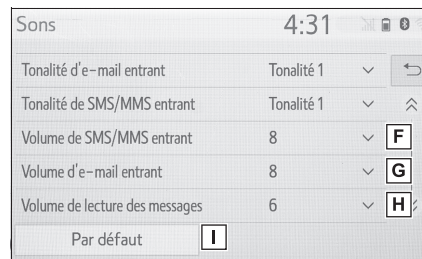 Sons 4:31
Tonalité d'e-mail entrant Tonalité 1
Tonalité de SMS/MMS entrant Tonalité 1
Volume de SMS/MMS entrant 8 F
Volume d'e-mail entrant 8 G
Volume de lecture des messages 6 H
Par défaut I